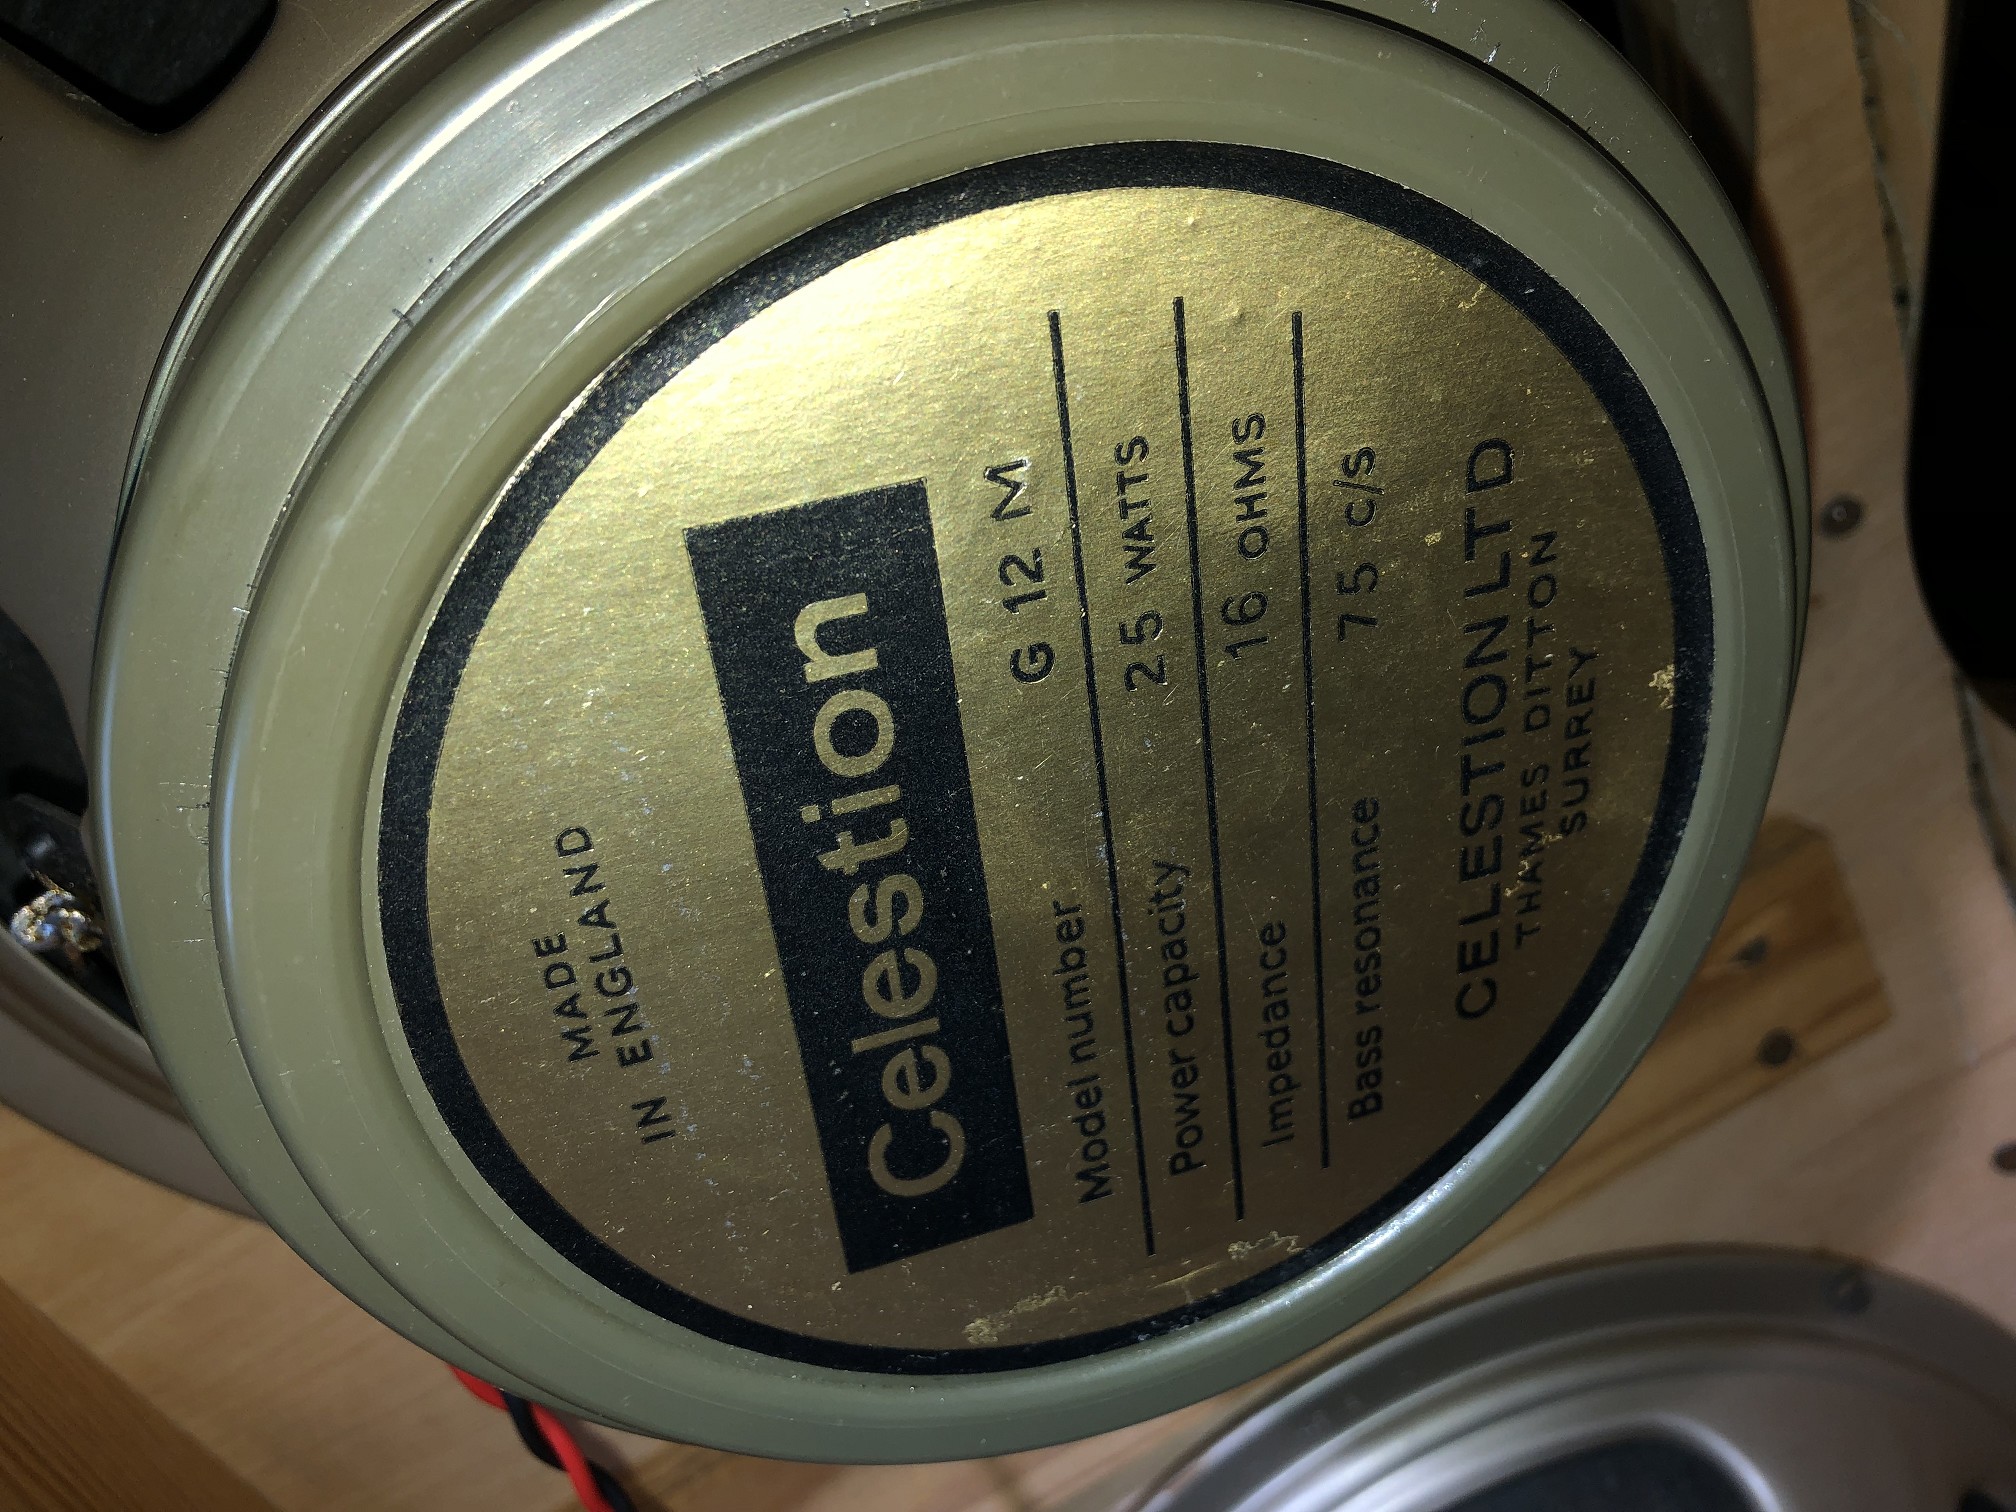 MADE
IN ENGLAND
Celestion
Model number G 12 M
Power capacity 25 WATTS
Impedance 16 OHMS
Bass resonance 75 c/s
CELESTION LTD
THAMES DITTON
SURREY